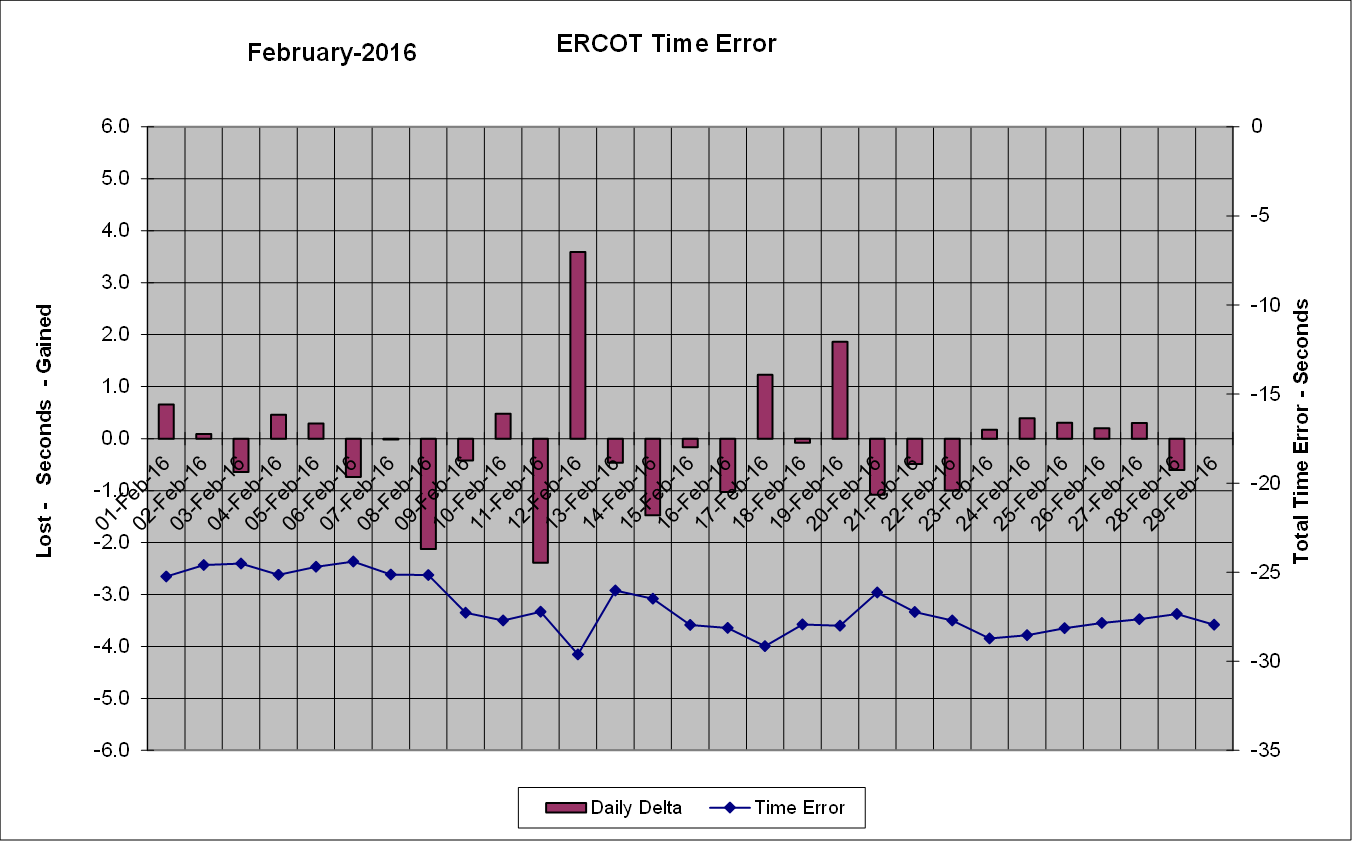 February-2016
ERCOT Time Error
6.0
5.0
4.0
3.0
2.0
1.0
0.0
-1.0
-2.0
-3.0
-4.0
-5.0
-6.0
Lost - Seconds - Gained
0
-5
-10
-15
-20
-25
-30
-35
Total Time Error - Seconds
01-Feb-16
02-Feb-16
03-Feb-16
04-Feb-16
05-Feb-16
06-Feb-16
07-Feb-16
08-Feb-16
09-Feb-16
10-Feb-16
11-Feb-16
12-Feb-16
13-Feb-16
14-Feb-16
15-Feb-16
16-Feb-16
17-Feb-16
18-Feb-16
19-Feb-16
20-Feb-16
21-Feb-16
22-Feb-16
23-Feb-16
24-Feb-16
25-Feb-16
26-Feb-16
27-Feb-16
28-Feb-16
29-Feb-16
Daily Delta
Time Error